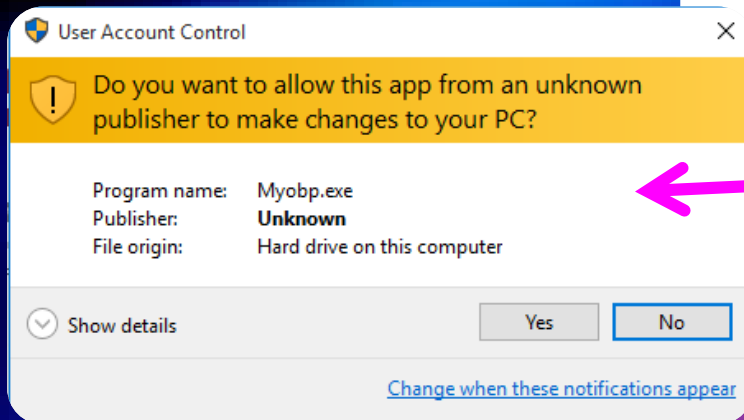 User Account Control
Do you want to allow this app from an unknown
publisher to make changes to your PC?
Program name: Myobp.exe
Publisher: Unknown
File origin: Hard drive on this computer
Show details
Yes No
Change when these notifications appear